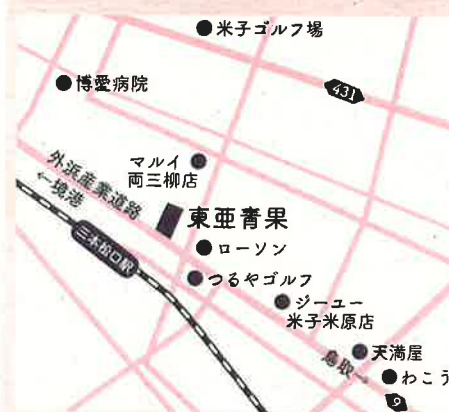 米子ゴルフ場
博愛病院
431
マルイ
両三柳店
外浜産業道路
←境港
東亜青果
三本松口駅
ローソン
つるやゴルフ
ジーユー
米子米原店
鳥取→
天満屋
わこう
9